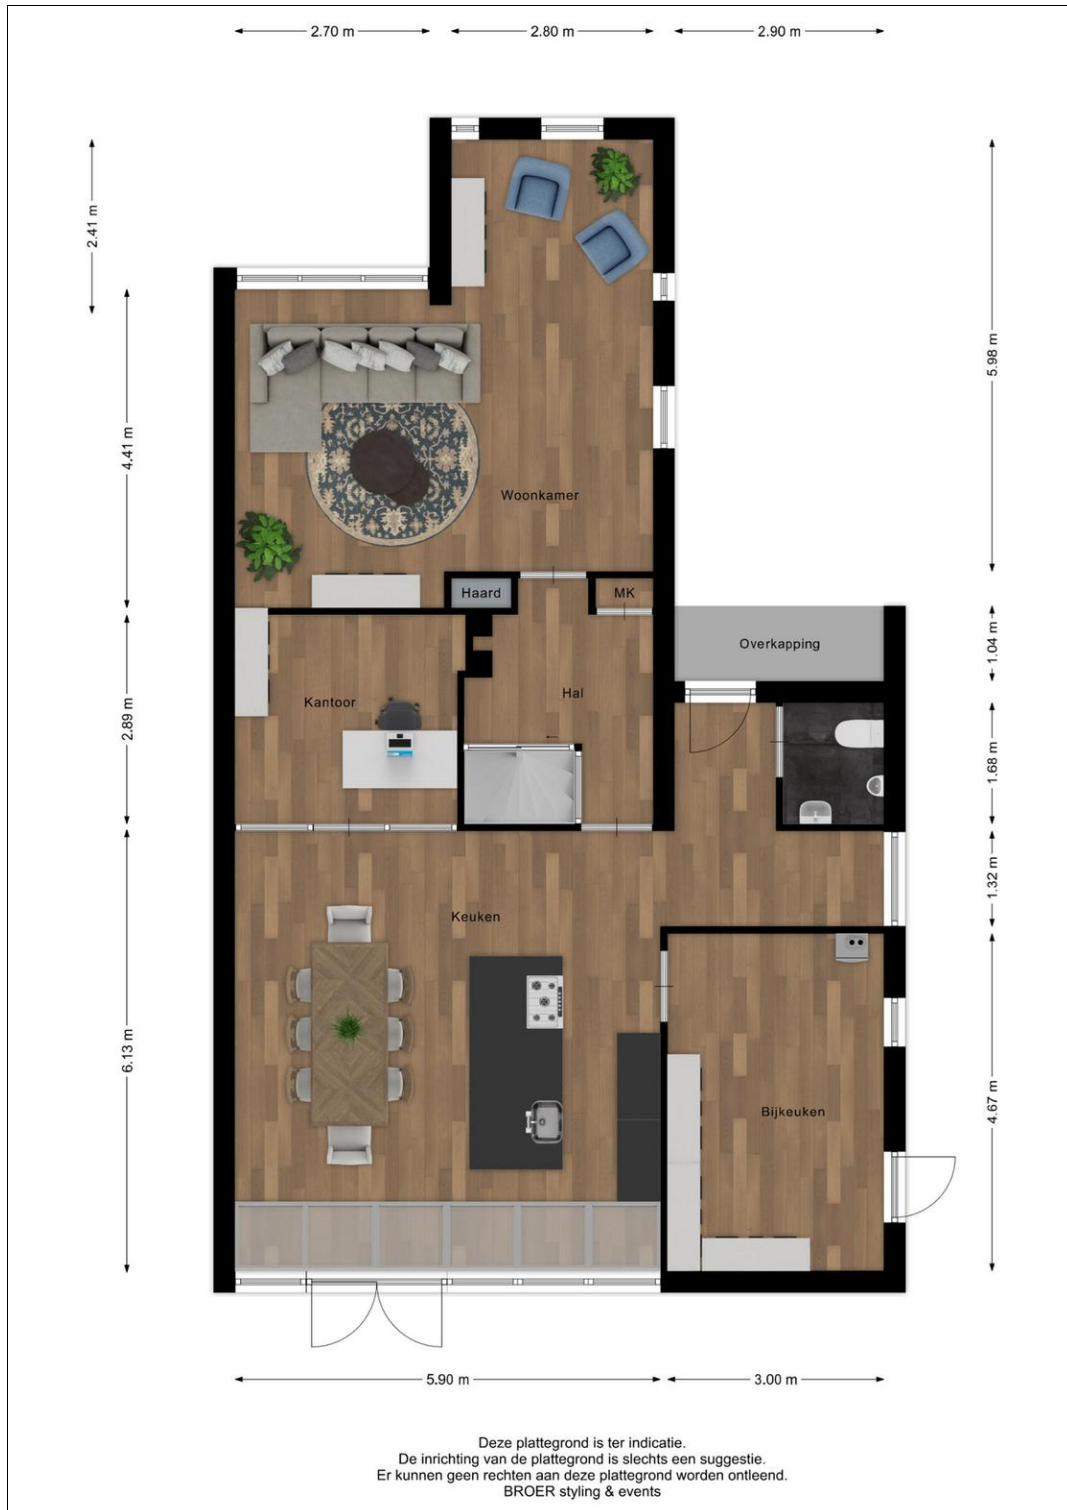 2.70 m
2.80 m
2.90 m
2.41 m
5.98 m
4.41 m
Woonkamer
Haard
MK
Overkapping
1.04 m
Hal
Kantoor
2.89 m
1.68 m
1.32 m
Keuken
6.13 m
Bijkeuken
4.67 m
5.90 m
3.00 m
Deze plattegrond is ter indicatie.
De inrichting van de plattegrond is slechts een suggestie.
Er kunnen geen rechten aan deze plattegrond worden ontleend.
BROER styling & events